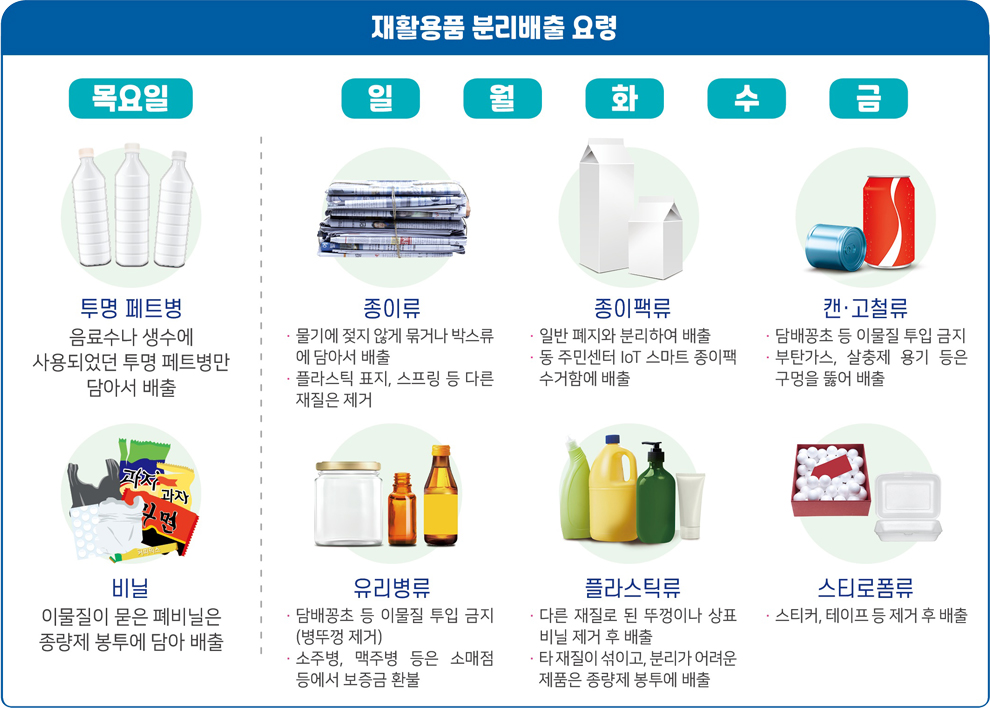 재활용품 분리배출 요령
목요일
일
월
화
수
금
투명 페트병
음료수나 생수에
사용되었던 투명 페트병만
담아서 배출
종이류
· 물기에 젖지 않게 묶거나 박스류
에 담아서 배출
· 플라스틱 표지, 스프링 등 다른
재질은 제거
종이팩류
· 일반 폐지와 분리하여 배출
· 동 주민센터 IoT 스마트 종이팩
수거함에 배출
캔·고철류
· 담배꽁초 등 이물질 투입 금지
· 부탄가스, 살충제 용기 등은
구멍을 뚫어 배출
과자
과자
면
비닐
이물질이 묻은 폐비닐은
종량제 봉투에 담아 배출
유리병류
· 담배꽁초 등 이물질 투입 금지
(병뚜껑 제거)
· 소주병, 맥주병 등은 소매점
등에서 보증금 환불
플라스틱류
· 다른 재질로 된 뚜껑이나 상표
비닐 제거 후 배출
· 타 재질이 섞이고, 분리가 어려운
제품은 종량제 봉투에 배출
스티로폼류
· 스티커, 테이프 등 제거 후 배출